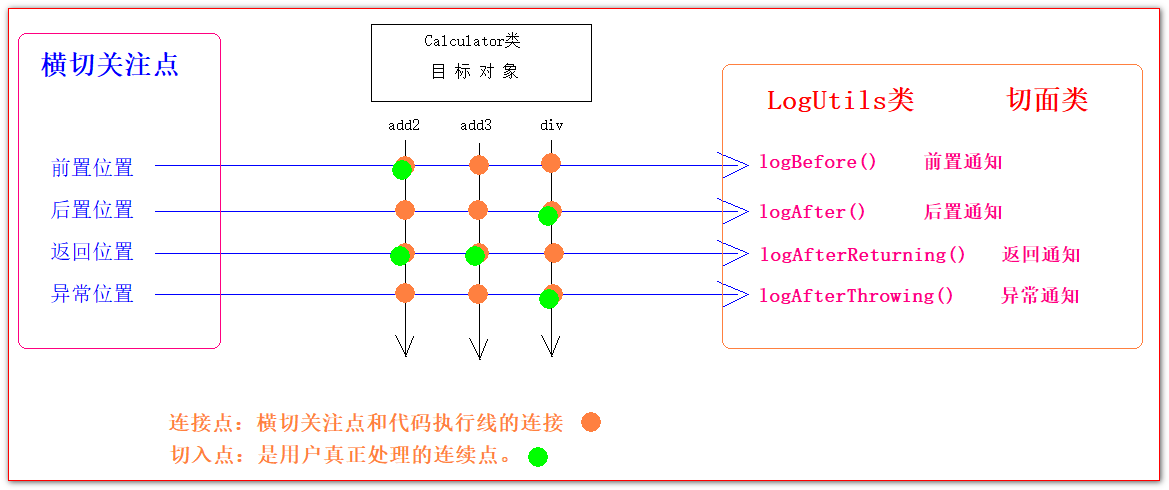 横切关注点
Calculator类
目 标 对 象
LogUtils类 切面类
add2 add3 div
前置位置 logBefore() 前置通知
后置位置 logAfter() 后置通知
返回位置 logAfterReturning() 返回通知
异常位置 logAfterThrowing() 异常通知
连接点：横切关注点和代码执行线的连接
切入点：是用户真正处理的连续点。